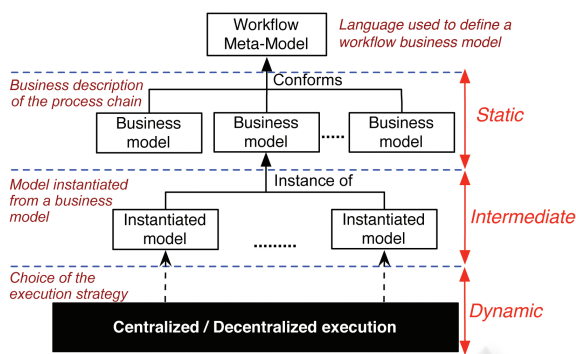 Workflow
Meta-Model
Language used to define a
workflow business model
Business description
of the process chain
Conforms
Business
model
Business
model
.....
Business
model
Static
Model instantiated
from a business
model
Instance of
Instantiated
model
.........
Instantiated
model
Intermediate
Choice of the
execution strategy
Centralized / Decentralized execution
Dynamic